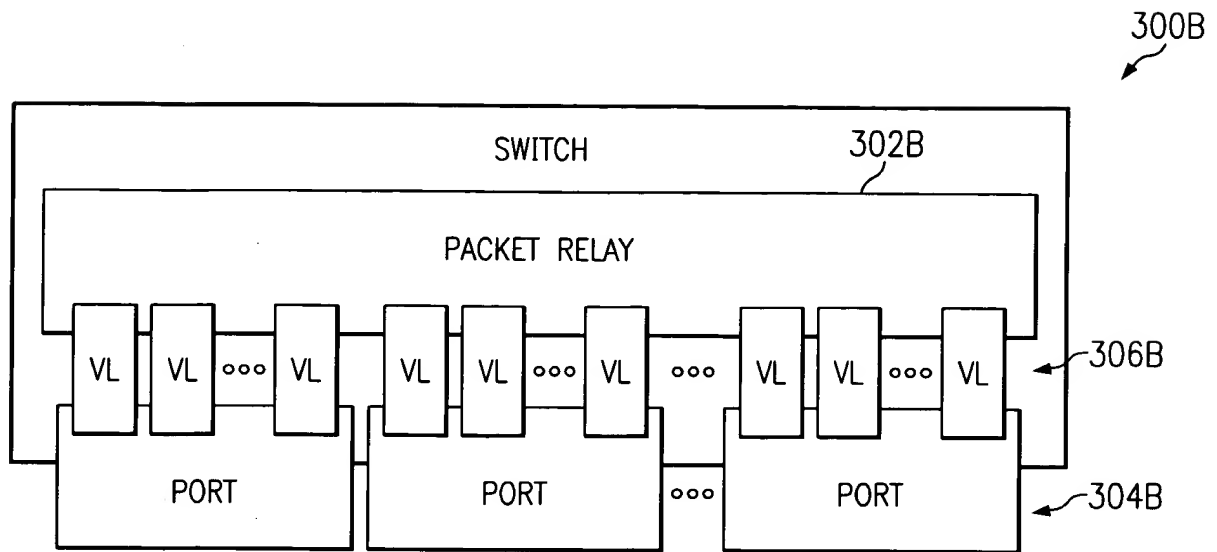 300B
SWITCH
302B
PACKET RELAY
VL VL ooo VL VL VL ooo VL ooo VL VL ooo VL
306B
PORT PORT ooo PORT
304B